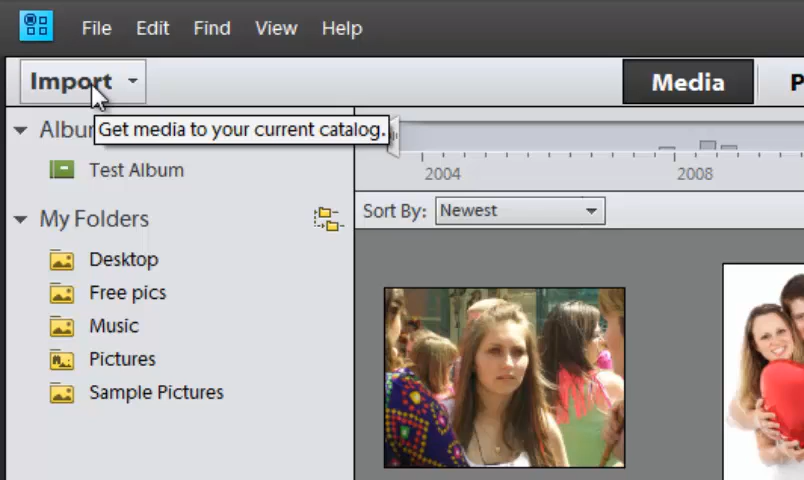 File Edit Find View Help
Import Media P
Get media to your current catalog.
Albu
Test Album
2004 2008
My Folders
Sort By: Newest
Desktop
Free pics
Music
Pictures
Sample Pictures